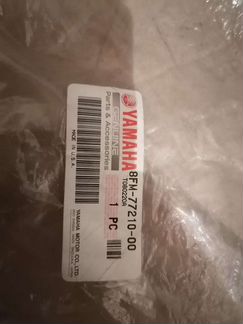 YAMAHA
GENUINE
Parts & Accessories
8FM-77210-00
1 PC
MADE IN U.S.A.
YAMAHA MOTOR CO., LTD.